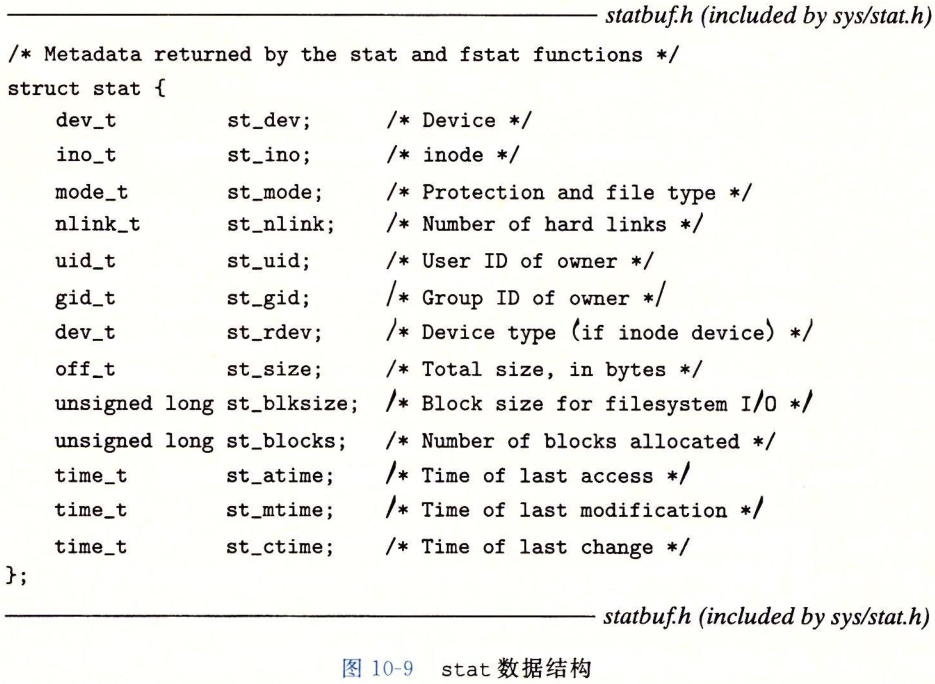 statbuf.h (included by sys/stat.h)
/* Metadata returned by the stat and fstat functions */
struct stat {
    dev_t         st_dev;      /* Device */
    ino_t         st_ino;      /* inode */
    mode_t        st_mode;     /* Protection and file type */
    nlink_t       st_nlink;    /* Number of hard links */
    uid_t         st_uid;      /* User ID of owner */
    gid_t         st_gid;      /* Group ID of owner */
    dev_t         st_rdev;     /* Device type (if inode device) */
    off_t         st_size;     /* Total size, in bytes */
    unsigned long st_blksize;  /* Block size for filesystem I/O */
    unsigned long st_blocks;   /* Number of blocks allocated */
    time_t        st_atime;    /* Time of last access */
    time_t        st_mtime;    /* Time of last modification */
    time_t        st_ctime;    /* Time of last change */
};
statbuf.h (included by sys/stat.h)
图 10-9 stat 数据结构